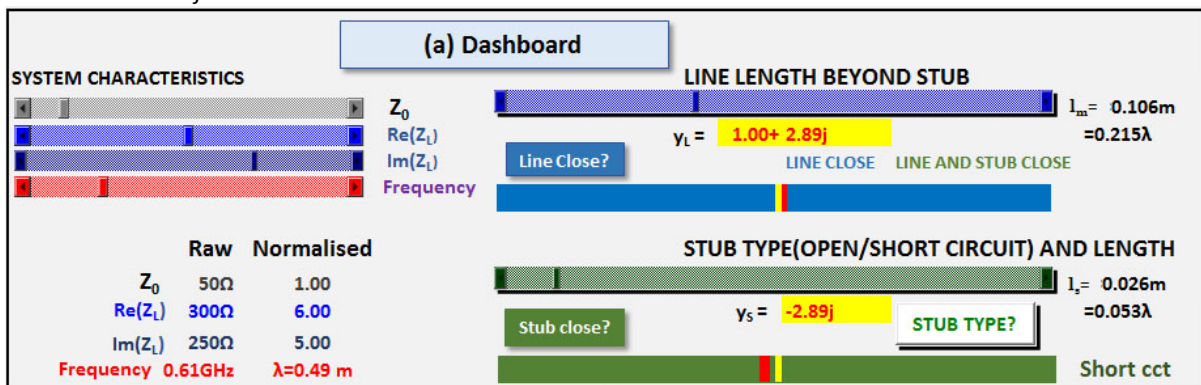 (a) Dashboard
SYSTEM CHARACTERISTICS
Z0
Re(ZL)
Im(ZL)
Frequency
Raw Normalised
Z0 50Ω 1.00
Re(ZL) 300Ω 6.00
Im(ZL) 250Ω 5.00
Frequency 0.61GHz λ=0.49 m
LINE LENGTH BEYOND STUB
lm= 0.106m
yL = 1.00+ 2.89j =0.215λ
Line Close? LINE CLOSE LINE AND STUB CLOSE
STUB TYPE(OPEN/SHORT CIRCUIT) AND LENGTH
ls= 0.026m
yS = -2.89j =0.053λ
Stub close? STUB TYPE?
Short cct